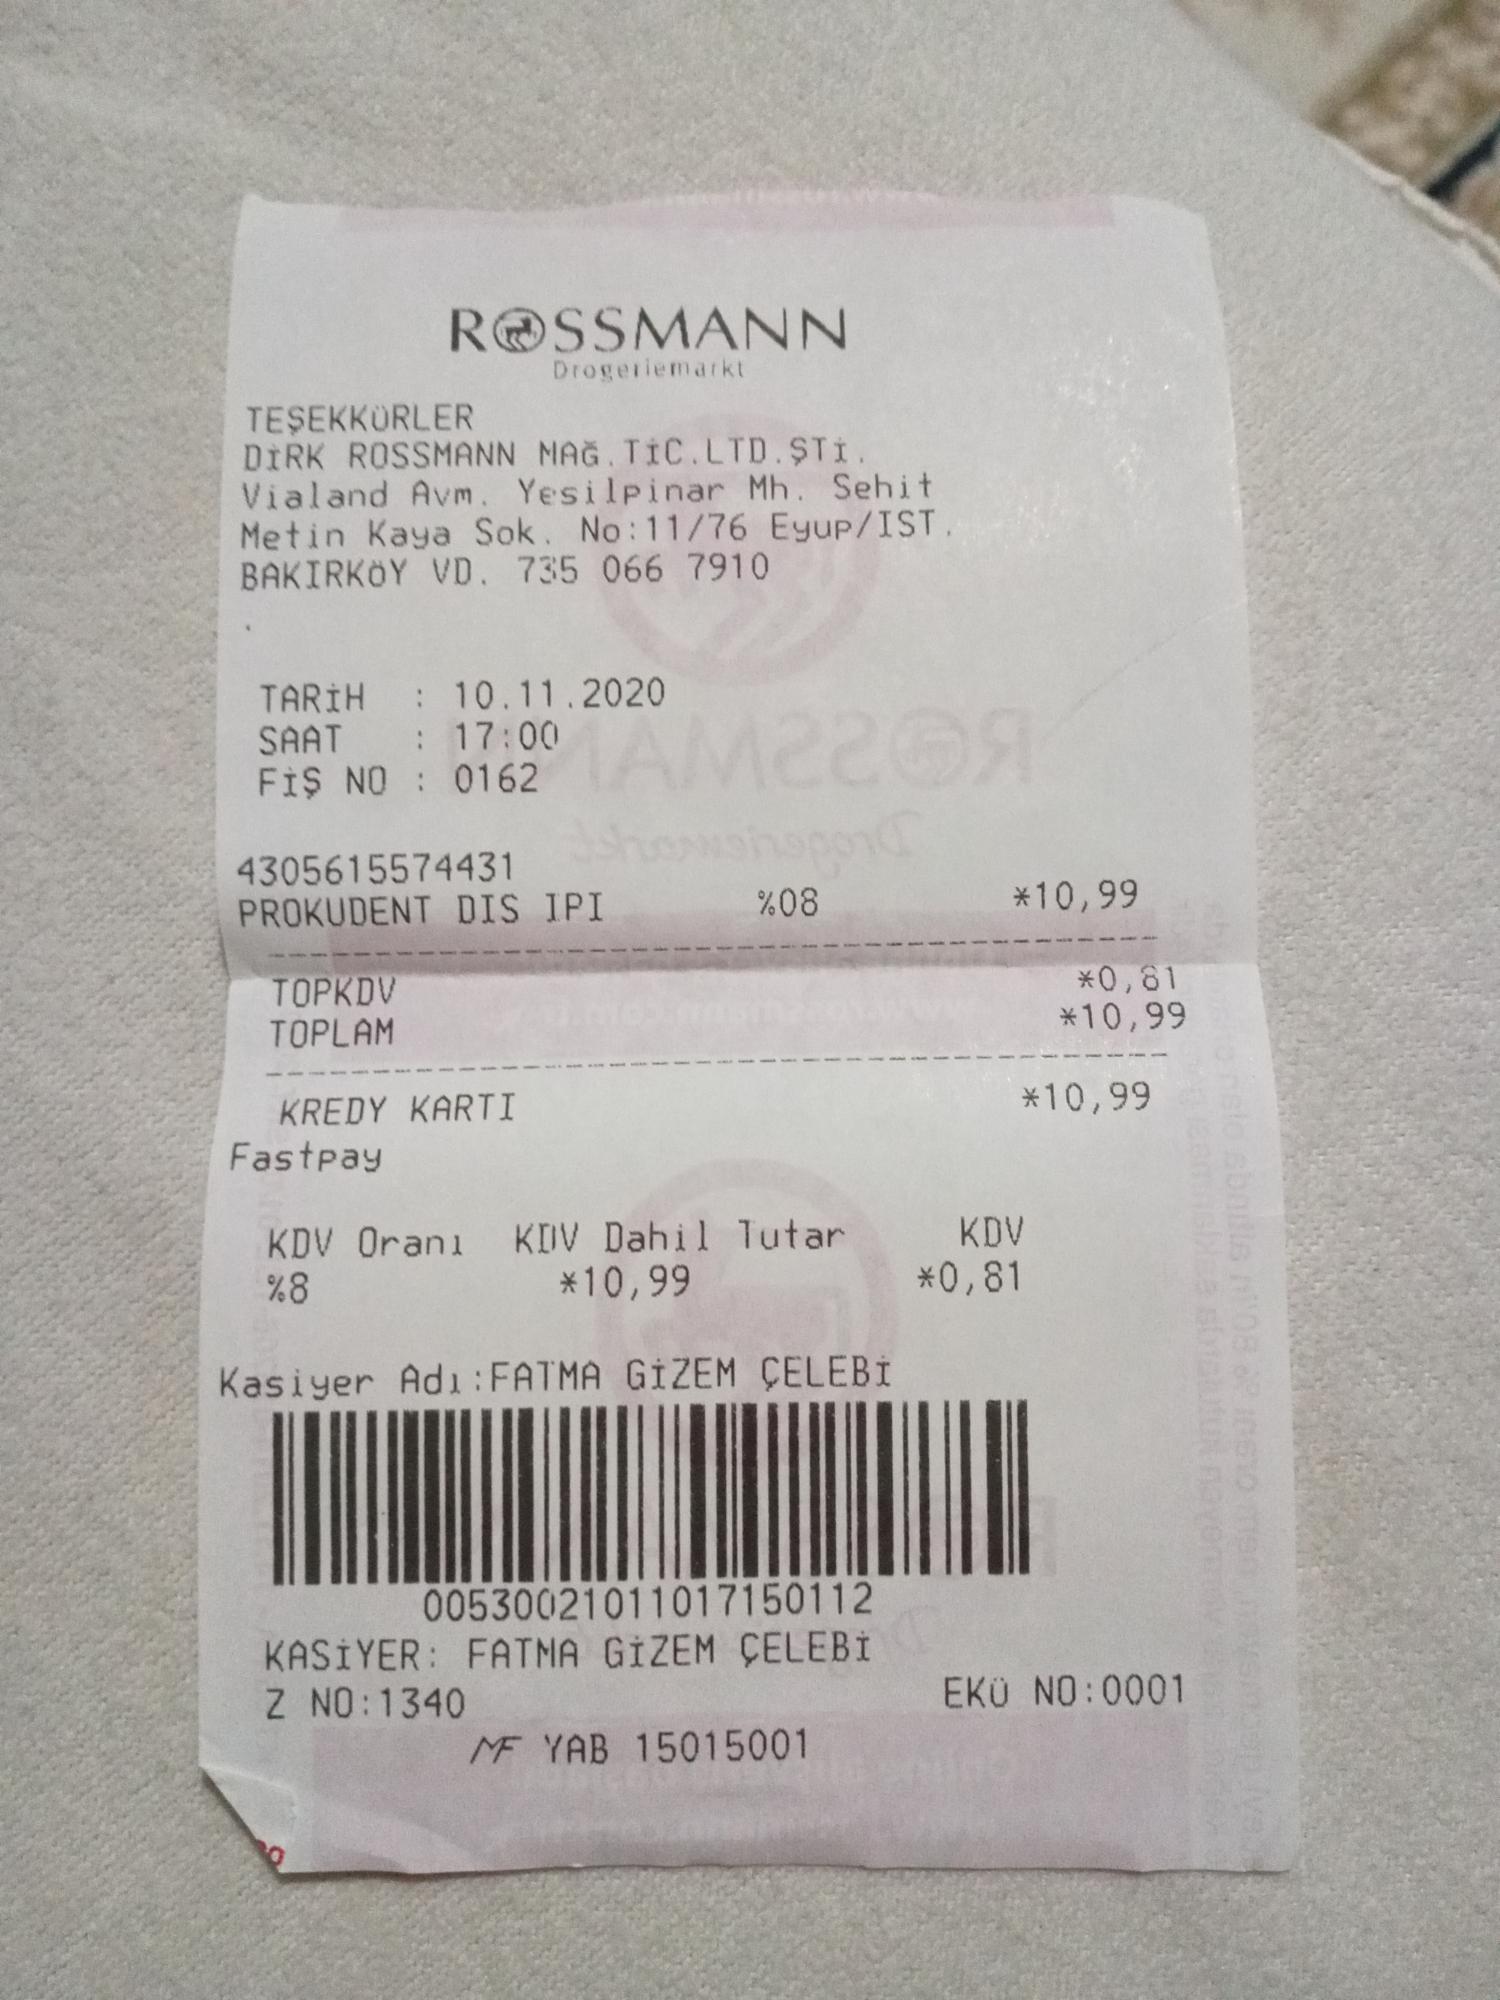 ROSSMANN
Drogeriemarkt
TEŞEKKÜRLER
DİRK ROSSMANN MAĞ.TİC.LTD.ŞTİ.
Vialand Avm. Yesilpinar Mh. Sehit
Metin Kaya Sok. No:11/76 Eyup/IST.
BAKIRKÖY VD. 735 066 7910
.
TARİH : 10.11.2020
SAAT : 17:00
FİŞ NO : 0162
4305615574431
PROKUDENT DIS IPI %08 *10,99
TOPKDV *0,81
TOPLAM *10,99
KREDY KARTI *10,99
Fastpay
KDV Oranı KDV Dahil Tutar KDV
%8 *10,99 *0,81
Kasiyer Adı:FATMA GİZEM ÇELEBİ
00530021011017150112
KASİYER: FATMA GİZEM ÇELEBİ
Z NO:1340 EKÜ NO:0001
MF YAB 15015001